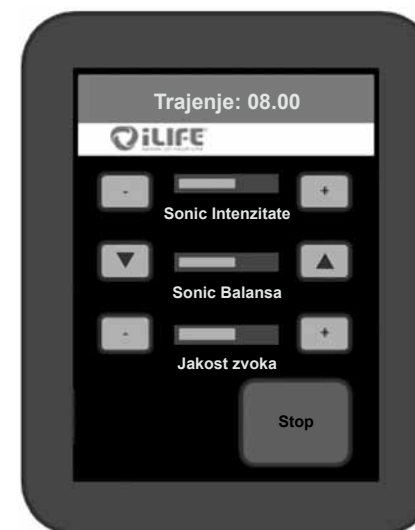 Trajenje: 08.00
iLIFE
- +
Sonic Intenzitate
▼ ▲
Sonic Balansa
- +
Jakost zvoka
Stop